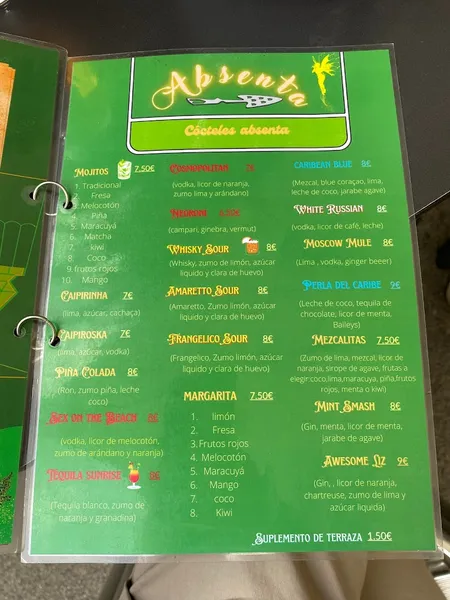 Absenta
Cócteles absenta
Mojitos 7,50€
1. Tradicional
2. Fresa
3. Melocotón
4. Piña
5. Maracuyá
6. Matcha
7. kiwi
8. Coco
9. frutos rojos
10. Mango
Caipirinha 7€
(lima, azúcar, cachaça)
Caipiroska 7€
(lima, azúcar, vodka)
Piña Colada 8€
(Ron, zumo piña, leche
coco)
Sex on the Beach 8€
(vodka, licor de melocotón,
zumo de arándano y naranja)
Tequila sunrise 8€
(Tequila blanco, zumo de
naranja y granadina)
Cosmpolitan 7€
(vodka, licor de naranja,
zumo lima y arándano)
Negroni
(campari, ginebra, vermut)
Whisky Sour 8€
(Whisky, zumo de limón, azúcar
liquido y clara de huevo)
Amaretto Sour 8€
(Amaretto, Zumo limón, azúcar
liquido y clara de huevo)
Frangelico Sour 8€
(Frangelico, Zumo limón, azúcar
liquido y clara de huevo)
Margarita 7,50€
1. limón
2. Fresa
3. Frutos rojos
4. Melocotón
5. Maracuyá
6. Mango
7. coco
8. Kiwi
Caribean Blue 8€
(Mezcal, blue coraçao, lima,
leche de coco, jarabe agave)
White Russian 8€
(vodka, licor de café, leche)
Moscow Mule 8€
(Lima , vodka, ginger beeer)
Perla del Caribe 9€
(Leche de coco, tequila de
chocolate, licor de menta,
Baileys)
Mezcalitas 7.50€
(Zumo de lima, mezcal, licor de
naranja, sirope de agave, frutas a
elegir:coco,lima,maracuya, piña,frutos
rojos, menta o kiwi)
Mint Smash 8€
(Gin, menta, licor de menta,
jarabe de agave)
Awesome Oz 9€
(Gin, , licor de naranja,
chartreuse, zumo de lima y
azúcar liquida)
Suplemento de terraza 1.50€